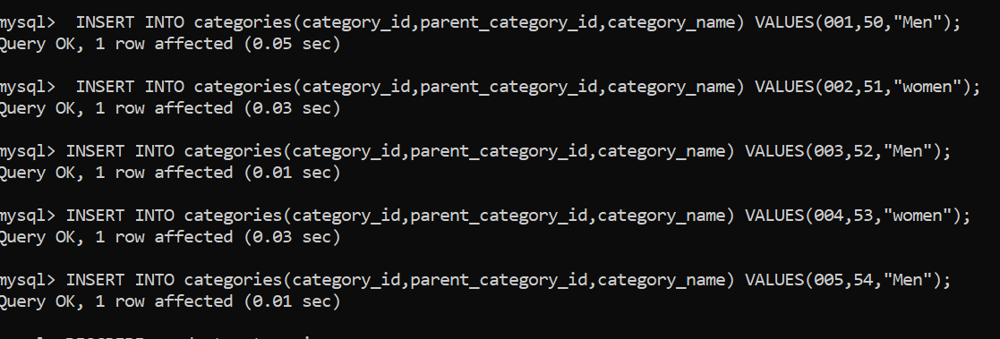 mysql>  INSERT INTO categories(category_id,parent_category_id,category_name) VALUES(001,50,"Men");
Query OK, 1 row affected (0.05 sec)
mysql>  INSERT INTO categories(category_id,parent_category_id,category_name) VALUES(002,51,"women");
Query OK, 1 row affected (0.03 sec)
mysql> INSERT INTO categories(category_id,parent_category_id,category_name) VALUES(003,52,"Men");
Query OK, 1 row affected (0.01 sec)
mysql> INSERT INTO categories(category_id,parent_category_id,category_name) VALUES(004,53,"women");
Query OK, 1 row affected (0.03 sec)
mysql> INSERT INTO categories(category_id,parent_category_id,category_name) VALUES(005,54,"Men");
Query OK, 1 row affected (0.01 sec)